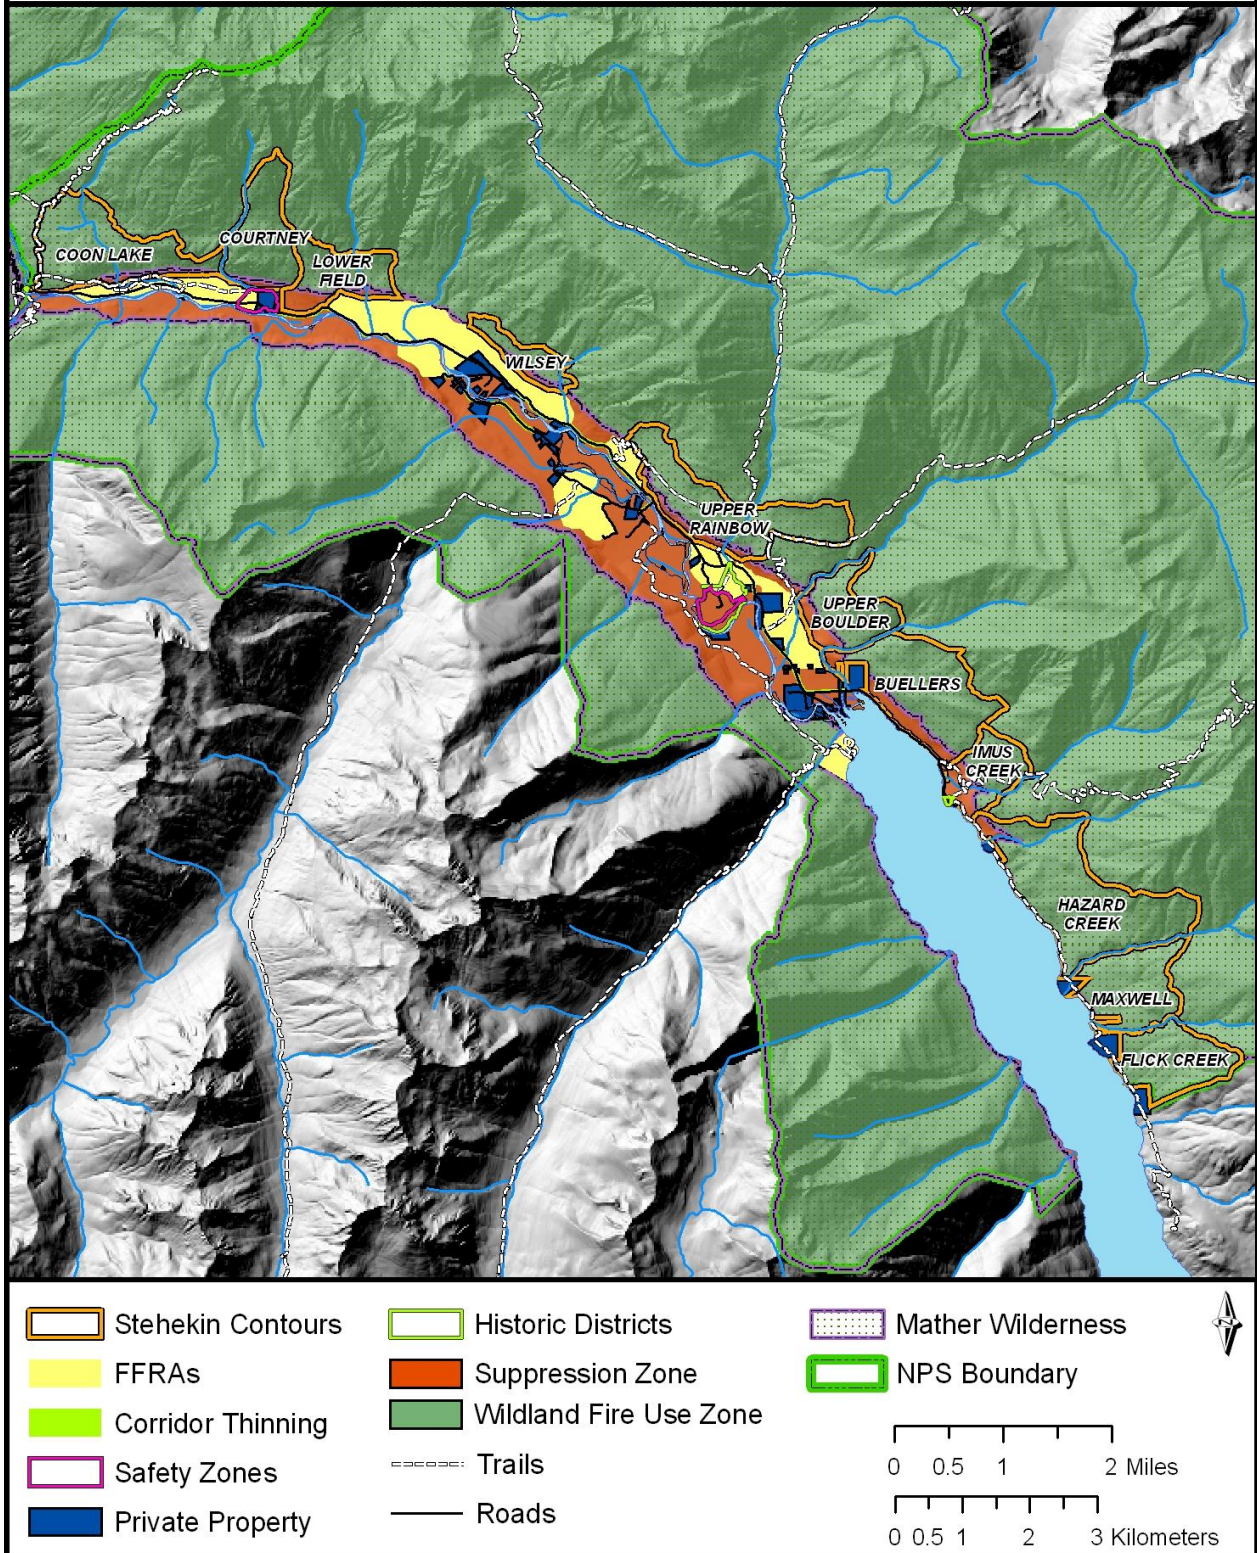 COON LAKE
COURTNEY
LOWER
FIELD
WILSEY
UPPER
RAINBOW
UPPER
BOULDER
BUELLERS
IMUS
CREEK
HAZARD
CREEK
MAXWELL
FLICK CREEK
Stehekin Contours
FFRAs
Corridor Thinning
Safety Zones
Private Property
Historic Districts
Suppression Zone
Wildland Fire Use Zone
Trails
Roads
Mather Wilderness
NPS Boundary
N
0 0.5 1 2 Miles
0 0.5 1 2 3 Kilometers